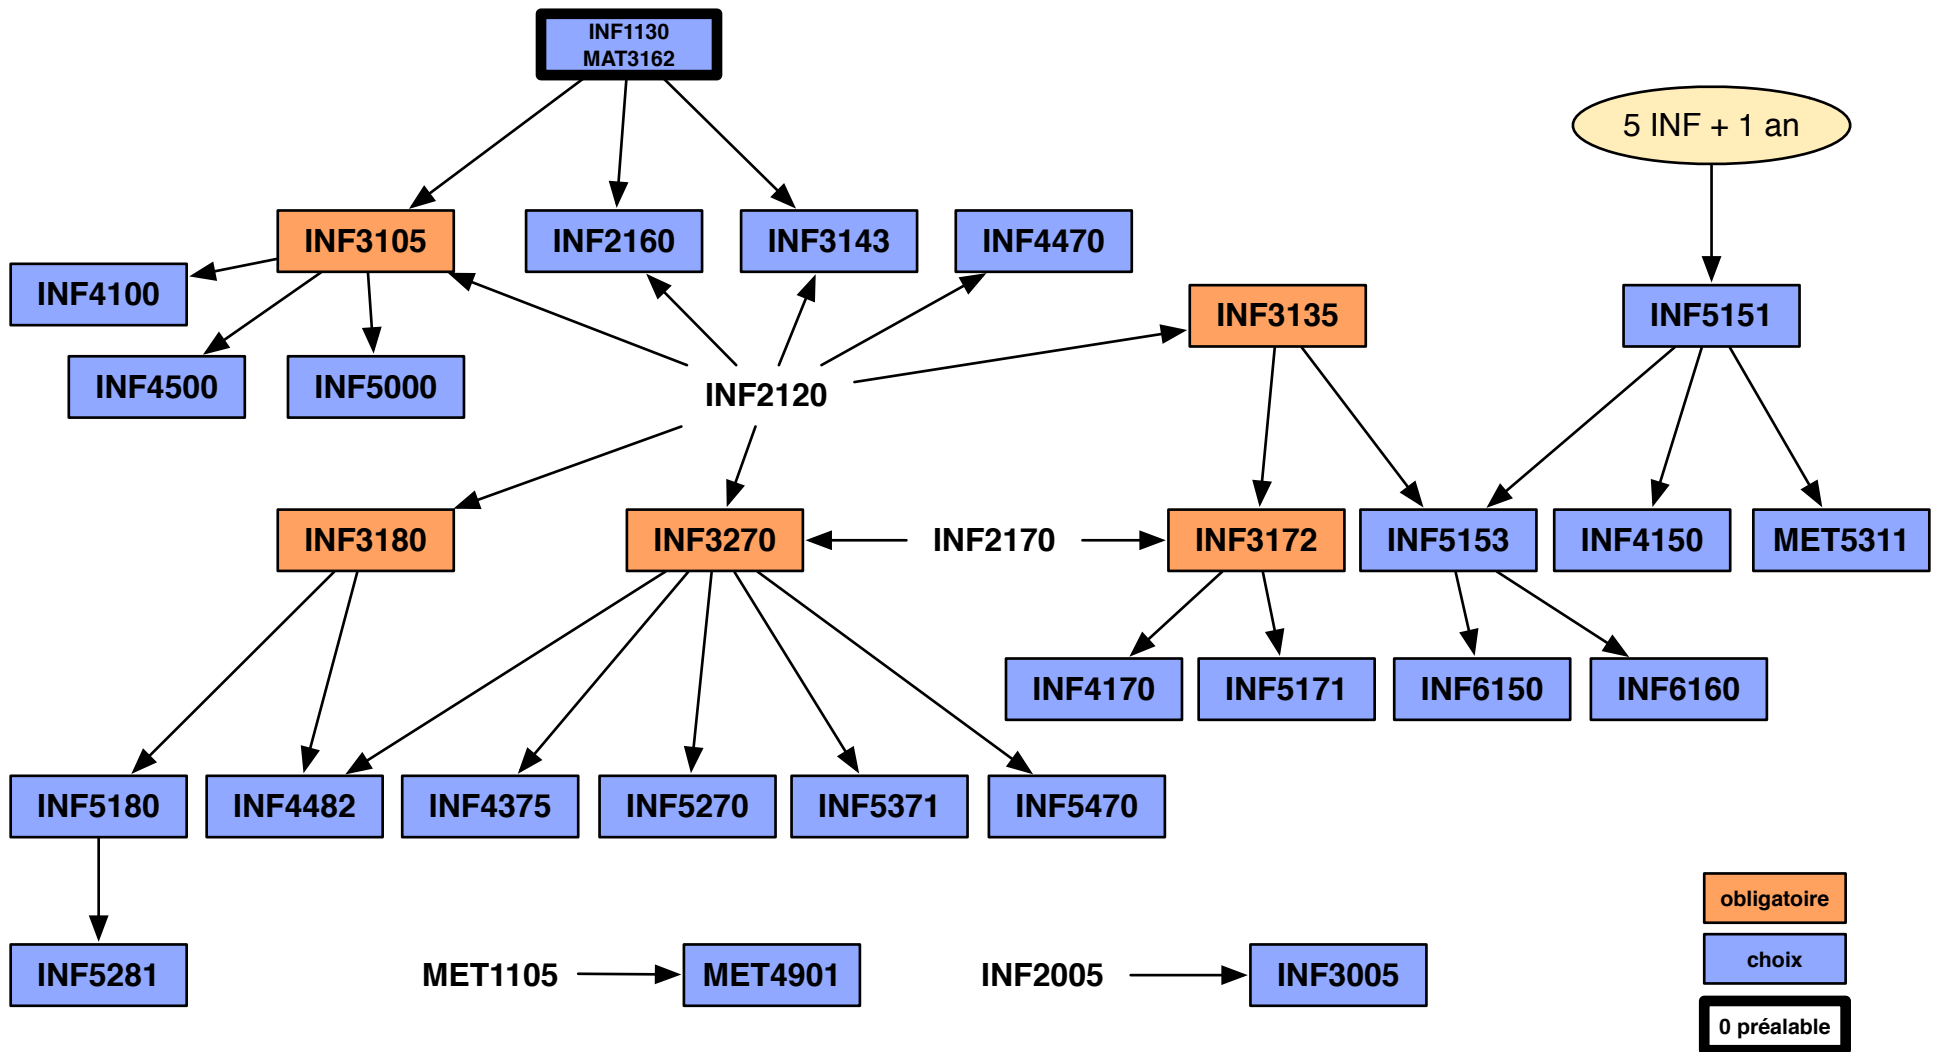 INF1130
MAT3162
5 INF + 1 an
INF3105
INF2160
INF3143
INF4470
INF4100
INF3135
INF5151
INF4500
INF5000
INF2120
INF3180
INF3270
INF2170
INF3172
INF5153
INF4150
MET5311
INF4170
INF5171
INF6150
INF6160
INF5180
INF4482
INF4375
INF5270
INF5371
INF5470
obligatoire
choix
INF5281
MET1105
MET4901
INF2005
INF3005
0 préalable